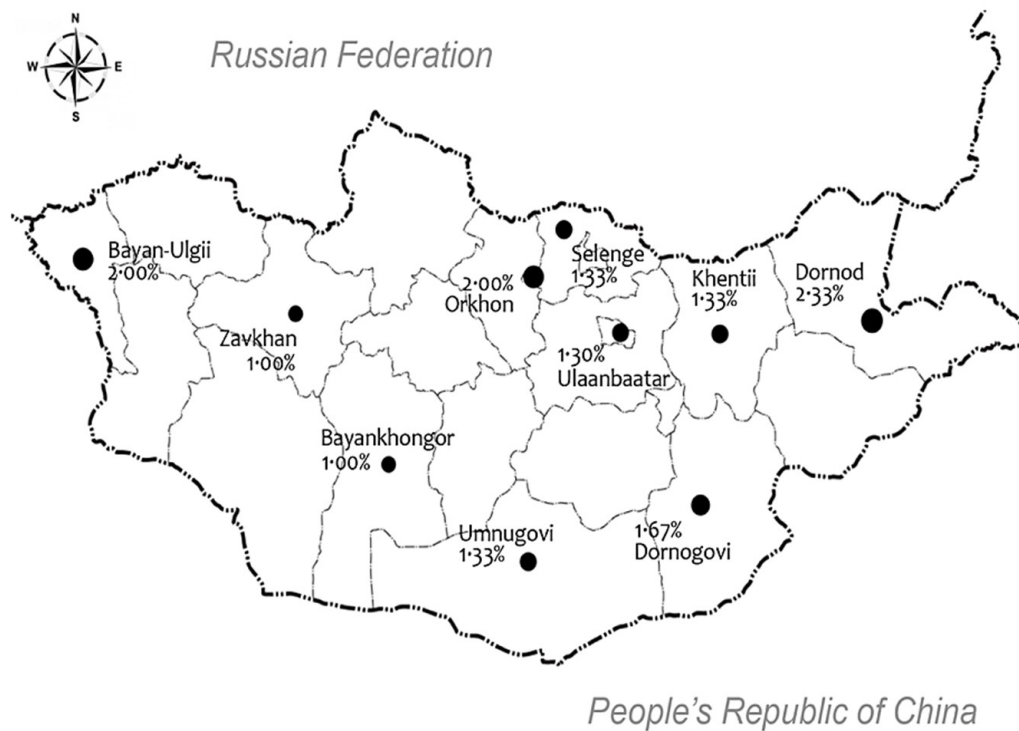 N
W
E
S
Russian Federation
Bayan-Ulgii
2·00%
Zavkhan
1·00%
2·00%
Orkhon
Selenge
1·33%
Khentii
1·33%
Dornod
2·33%
1·30%
Ulaanbaatar
Bayankhongor
1·00%
Umnugovi
1·33%
1·67%
Dornogovi
People's Republic of China